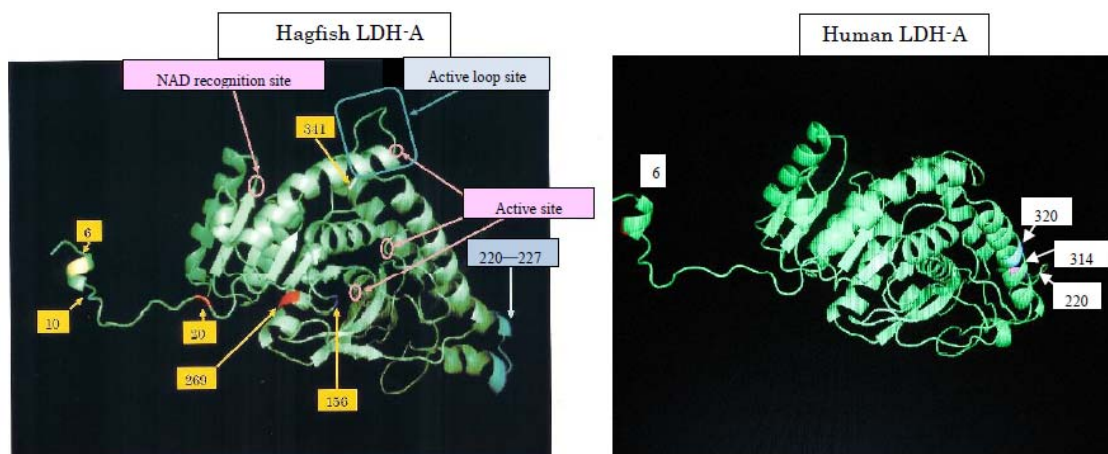 Hagfish LDH-A
Human LDH-A
NAD recognition site
Active loop site
341
Active site
6
220—227
10
20
269
156
6
320
314
220